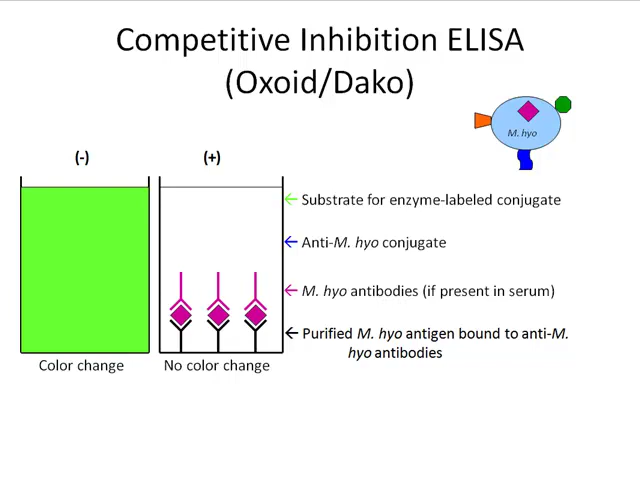 Competitive Inhibition ELISA
(Oxoid/Dako)
M. hyo
(-)
(+)
← Substrate for enzyme-labeled conjugate
← Anti-M. hyo conjugate
← M. hyo antibodies (if present in serum)
← Purified M. hyo antigen bound to anti-M.
hyo antibodies
Color change
No color change